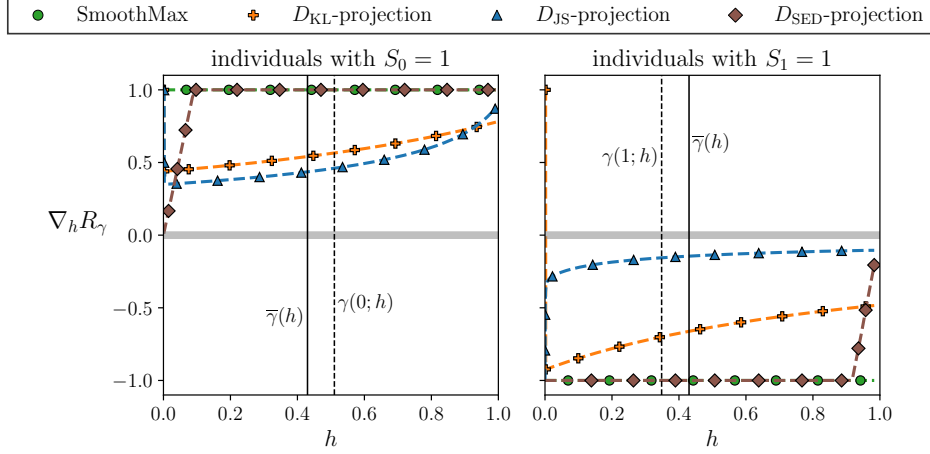 SmoothMax D_KL-projection D_JS-projection D_SED-projection
individuals with S_0 = 1
individuals with S_1 = 1
∇_h R_γ
1.0
0.5
0.0
−0.5
−1.0
γ̅(h)
γ(0; h)
γ(1; h)
γ̅(h)
0.0 0.2 0.4 0.6 0.8 1.0
0.0 0.2 0.4 0.6 0.8 1.0
h
h